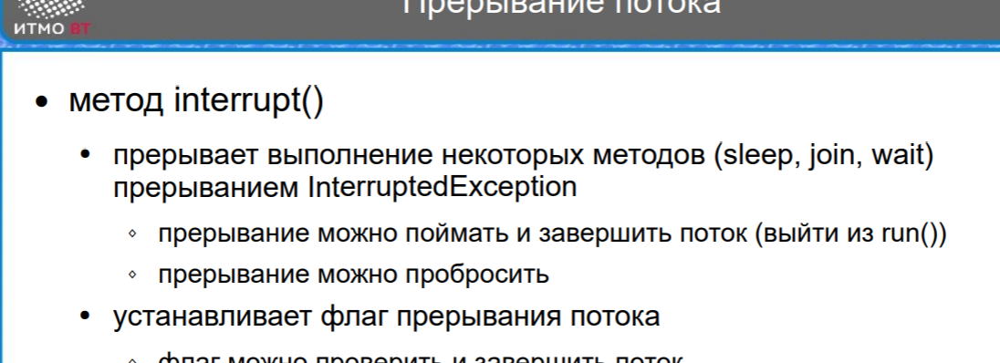 Прерывание потока
ИТМО ВТ
• метод interrupt()
• прерывает выполнение некоторых методов (sleep, join, wait)
прерыванием InterruptedException
◦ прерывание можно поймать и завершить поток (выйти из run())
◦ прерывание можно пробросить
• устанавливает флаг прерывания потока
◦ флаг можно проверить и завершить поток